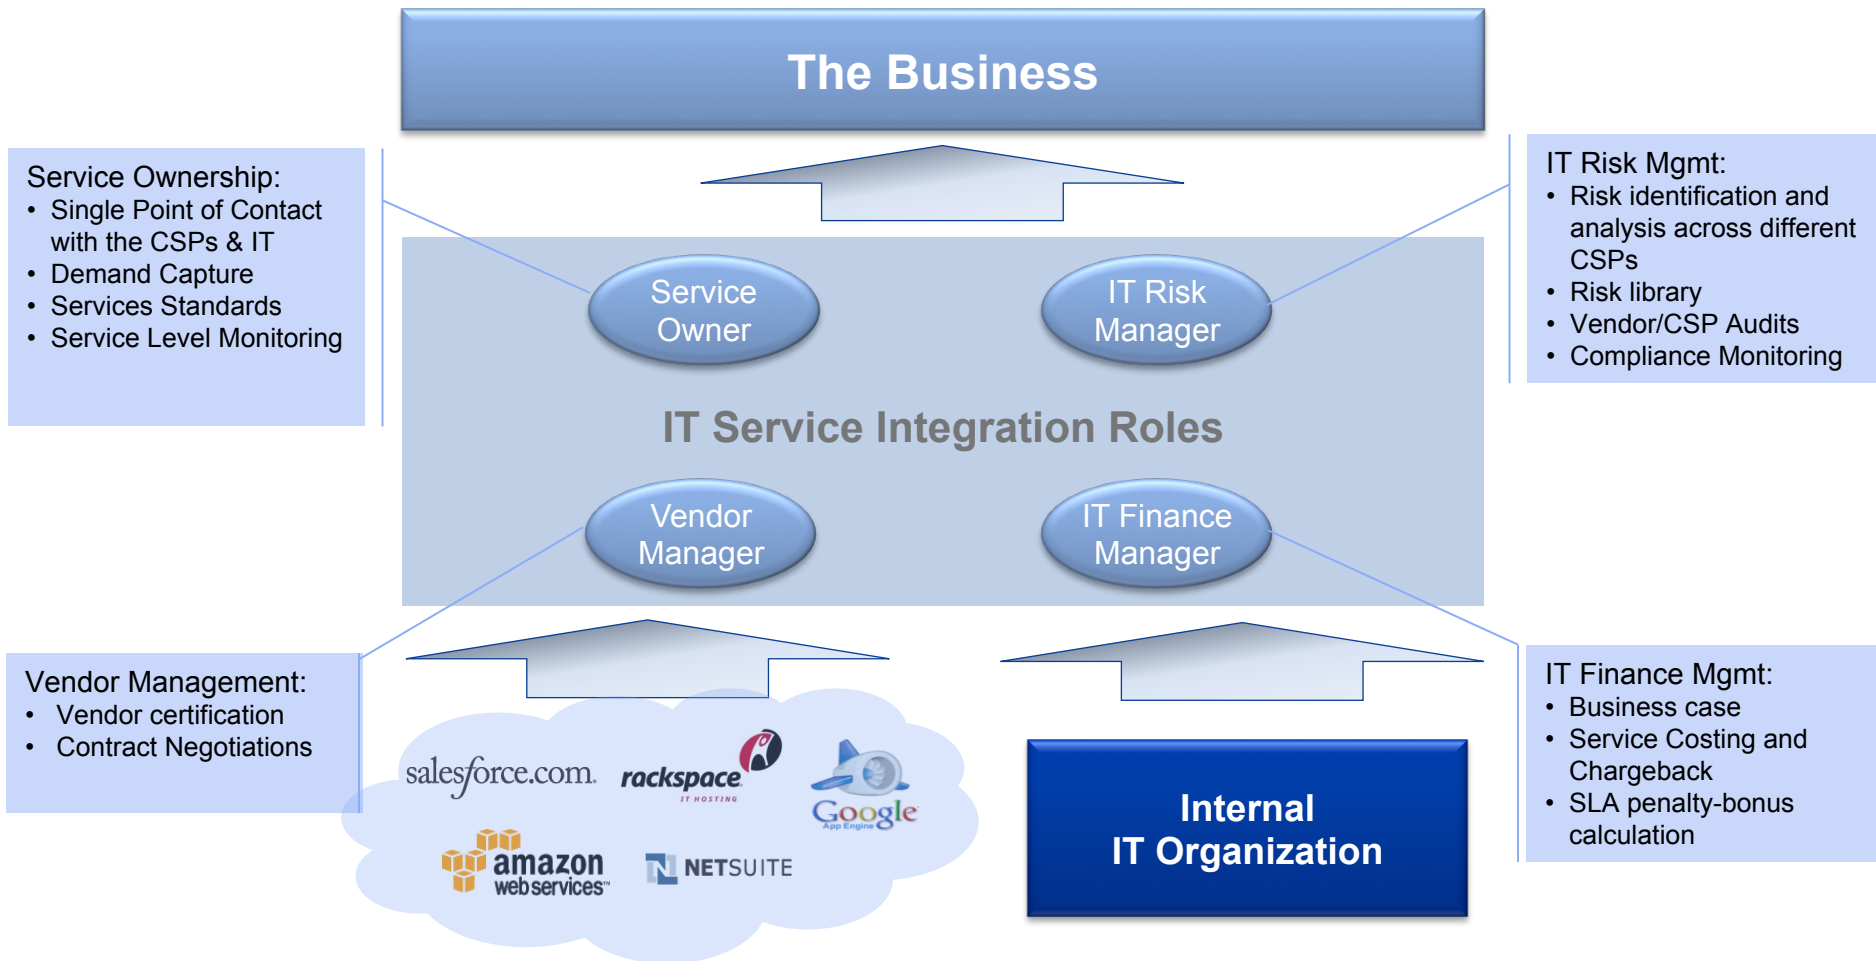 The Business
Service Ownership:
• Single Point of Contact
with the CSPs & IT
• Demand Capture
• Services Standards
• Service Level Monitoring
IT Risk Mgmt:
• Risk identification and
analysis across different
CSPs
• Risk library
• Vendor/CSP Audits
• Compliance Monitoring
Service
Owner
IT Risk
Manager
IT Service Integration Roles
Vendor
Manager
IT Finance
Manager
Vendor Management:
• Vendor certification
• Contract Negotiations
salesforce.com.
rackspace
IT HOSTING
Google
App Engine
amazon
webservices™
N NETSUITE
Internal
IT Organization
IT Finance Mgmt:
• Business case
• Service Costing and
Chargeback
• SLA penalty-bonus
calculation